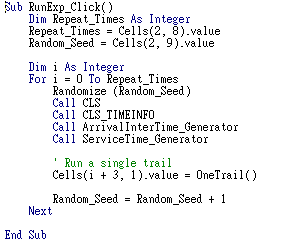 Sub RunExp_Click()
Dim Repeat_Times As Integer
Repeat_Times = Cells(2, 8).value
Random_Seed = Cells(2, 9).value
Dim i As Integer
For i = 0 To Repeat_Times
Randomize (Random_Seed)
Call CLS
Call CLS_TIMEINFO
Call ArrivalInterTime_Generator
Call ServiceTime_Generator
' Run a single trail
Cells(i + 3, 1).value = OneTrail()
Random_Seed = Random_Seed + 1
Next
End Sub